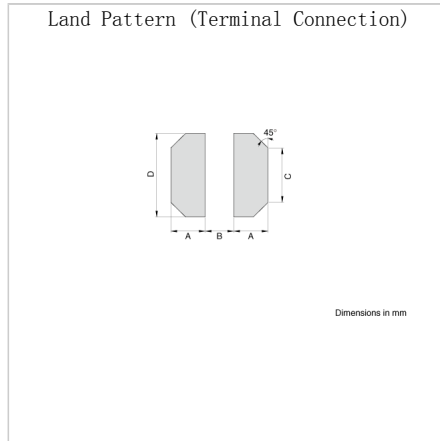 Land Pattern (Terminal Connection)
45°
D
C
A B A
Dimensions in mm